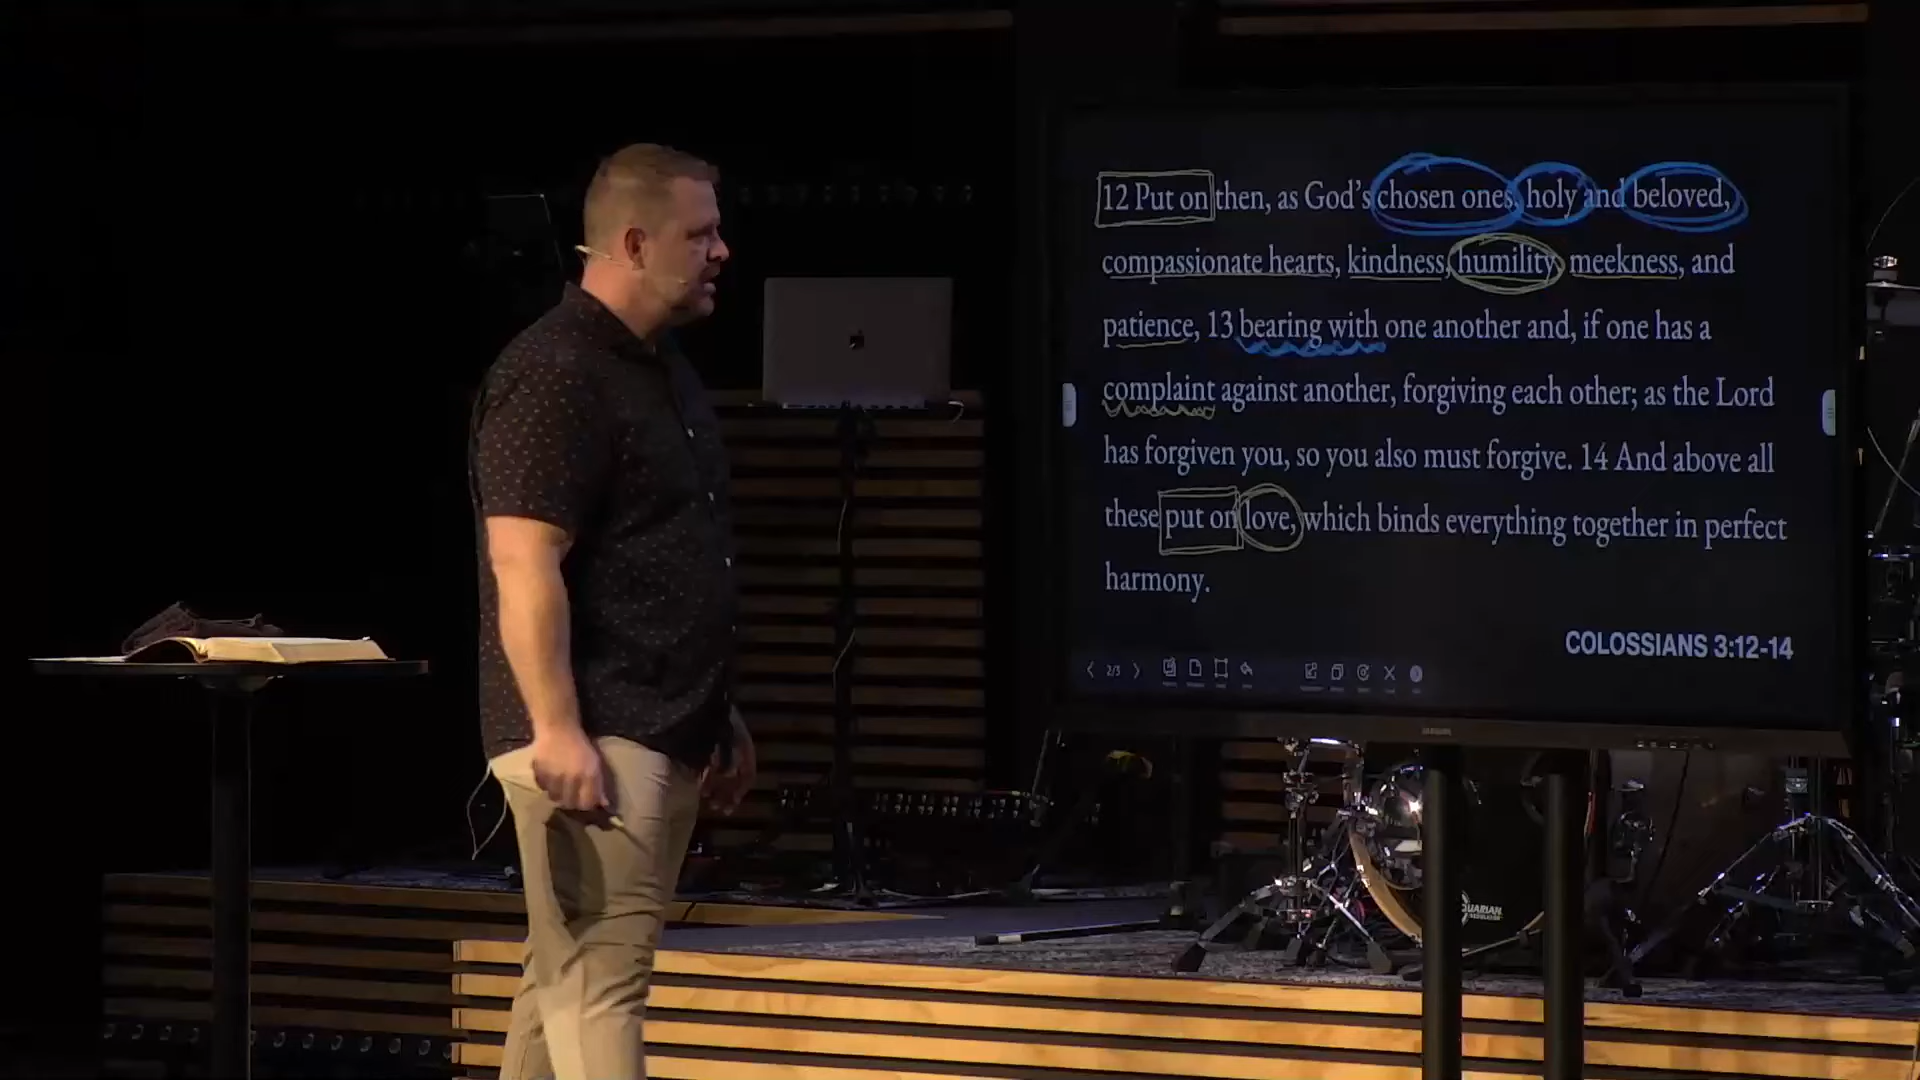 12 Put on then, as God's chosen ones, holy and beloved,
compassionate hearts, kindness, humility, meekness, and
patience, 13 bearing with one another and, if one has a
complaint against another, forgiving each other; as the Lord
has forgiven you, so you also must forgive. 14 And above all
these put on love, which binds everything together in perfect
harmony.
COLOSSIANS 3:12-14
2/3
SAMSUNG